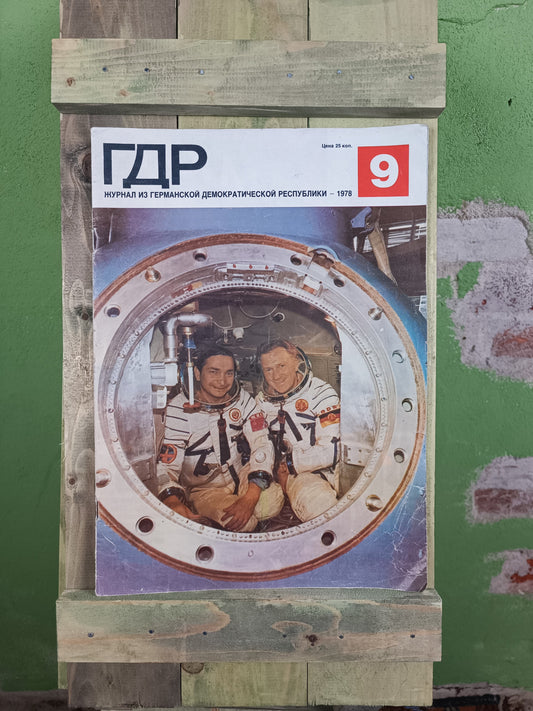 ГДР
Цена 25 коп.
9
ЖУРНАЛ ИЗ ГЕРМАНСКОЙ ДЕМОКРАТИЧЕСКОЙ РЕСПУБЛИКИ – 1978